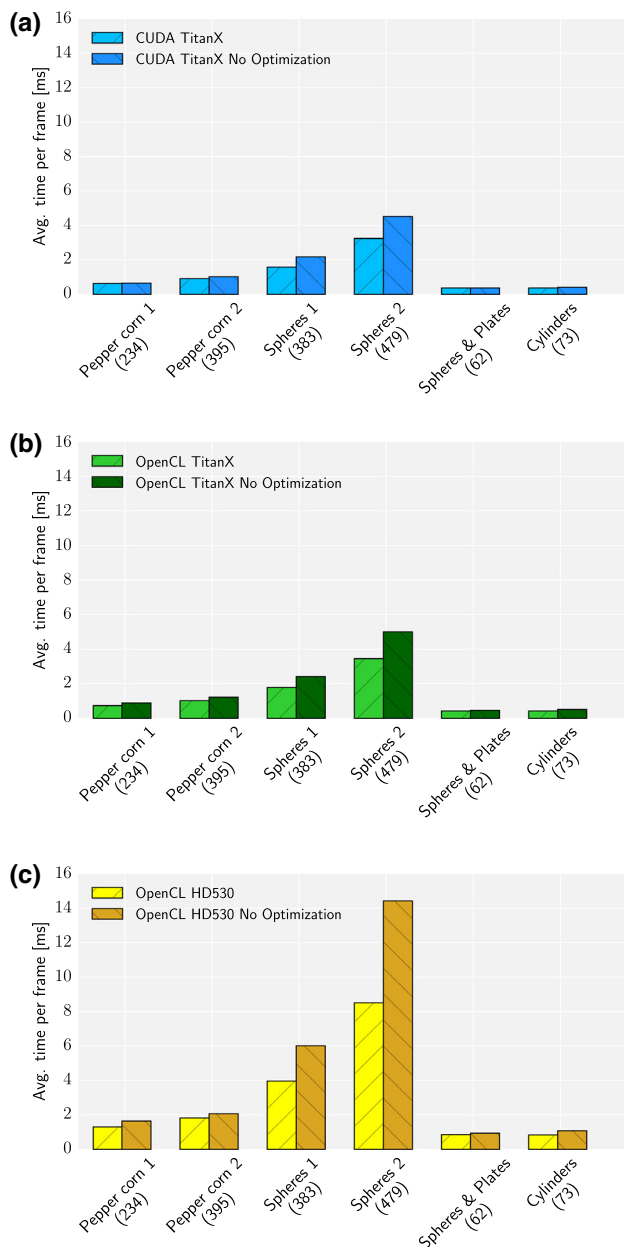 (a)
16
14
12
10
8
6
4
2
0
Avg. time per frame [ms]
CUDA TitanX
CUDA TitanX No Optimization
Pepper corn 1
(234)
Pepper corn 2
(395)
Spheres 1
(383)
Spheres 2
(479)
Spheres & Plates
(62)
Cylinders
(73)
(b)
16
14
12
10
8
6
4
2
0
Avg. time per frame [ms]
OpenCL TitanX
OpenCL TitanX No Optimization
Pepper corn 1
(234)
Pepper corn 2
(395)
Spheres 1
(383)
Spheres 2
(479)
Spheres & Plates
(62)
Cylinders
(73)
(c)
16
14
12
10
8
6
4
2
0
Avg. time per frame [ms]
OpenCL HD530
OpenCL HD530 No Optimization
Pepper corn 1
(234)
Pepper corn 2
(395)
Spheres 1
(383)
Spheres 2
(479)
Spheres & Plates
(62)
Cylinders
(73)